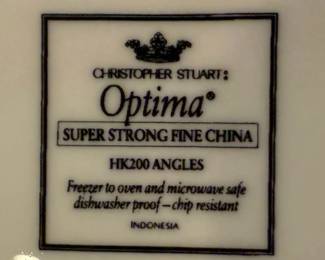 CHRISTOPHER STUART:
Optima®
SUPER STRONG FINE CHINA
HK200 ANGLES
Freezer to oven and microwave safe
dishwasher proof – chip resistant
INDONESIA